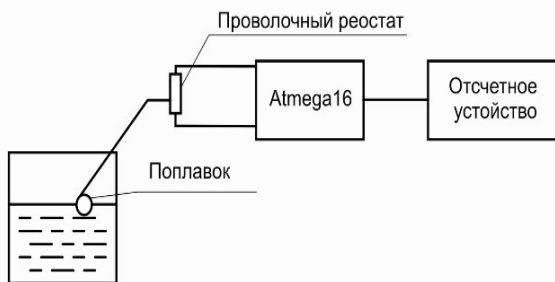 Проволочный реостат
Atmega16
Отсчетное
устойство
Поплавок